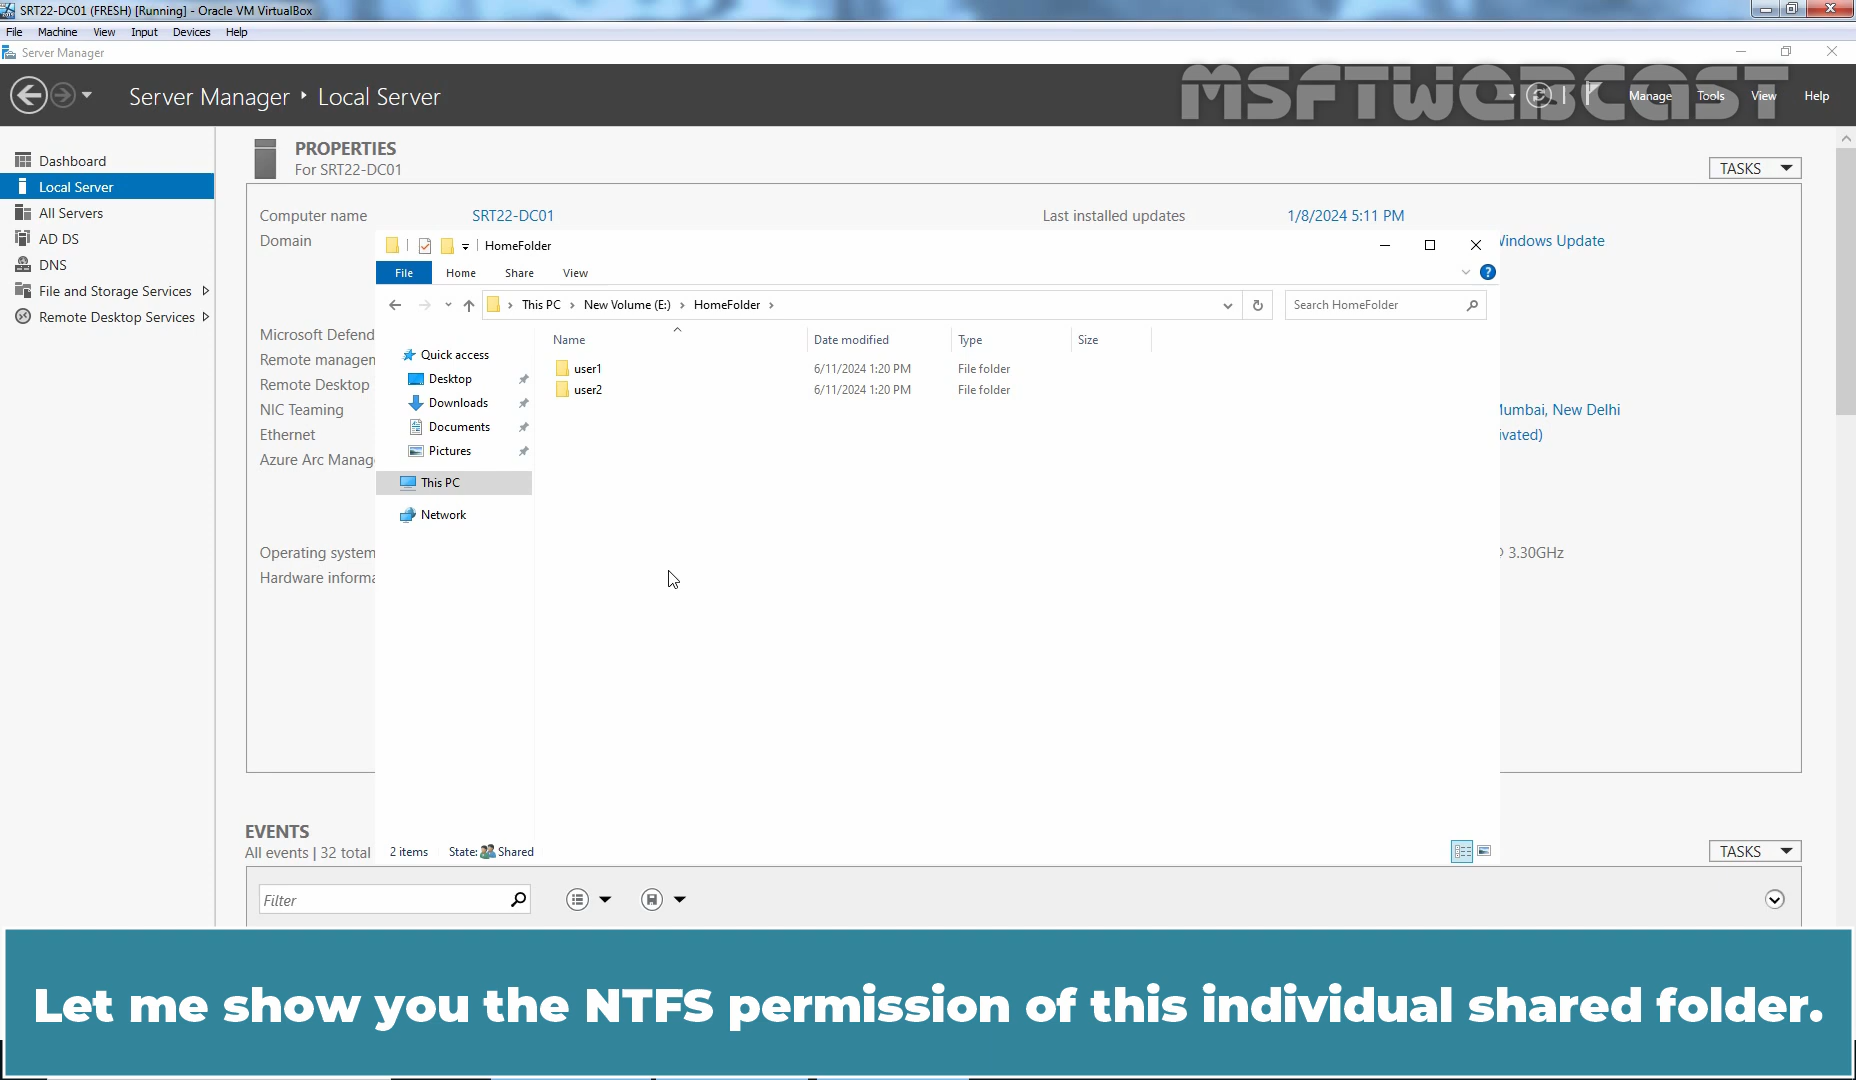 SRT22-DC01 (FRESH) [Running] - Oracle VM VirtualBox
File Machine View Input Devices Help
Server Manager
Server Manager ‣ Local Server
MSFTWEBCAST
Manage Tools View Help
Dashboard
Local Server
All Servers
AD DS
DNS
File and Storage Services
Remote Desktop Services
PROPERTIES
For SRT22-DC01
TASKS
Computer name SRT22-DC01 Last installed updates 1/8/2024 5:11 PM
Domain
Windows Update
Microsoft Defend
Remote managem
Remote Desktop
NIC Teaming
Mumbai, New Delhi
Ethernet
ivated)
Azure Arc Manag
Operating system
3.30GHz
Hardware informa
HomeFolder
File Home Share View
This PC › New Volume (E:) › HomeFolder ›
Search HomeFolder
Quick access
Desktop
Downloads
Documents
Pictures
This PC
Network
Name Date modified Type Size
user1 6/11/2024 1:20 PM File folder
user2 6/11/2024 1:20 PM File folder
2 items State: Shared
EVENTS
All events | 32 total
TASKS
Filter
Let me show you the NTFS permission of this individual shared folder.